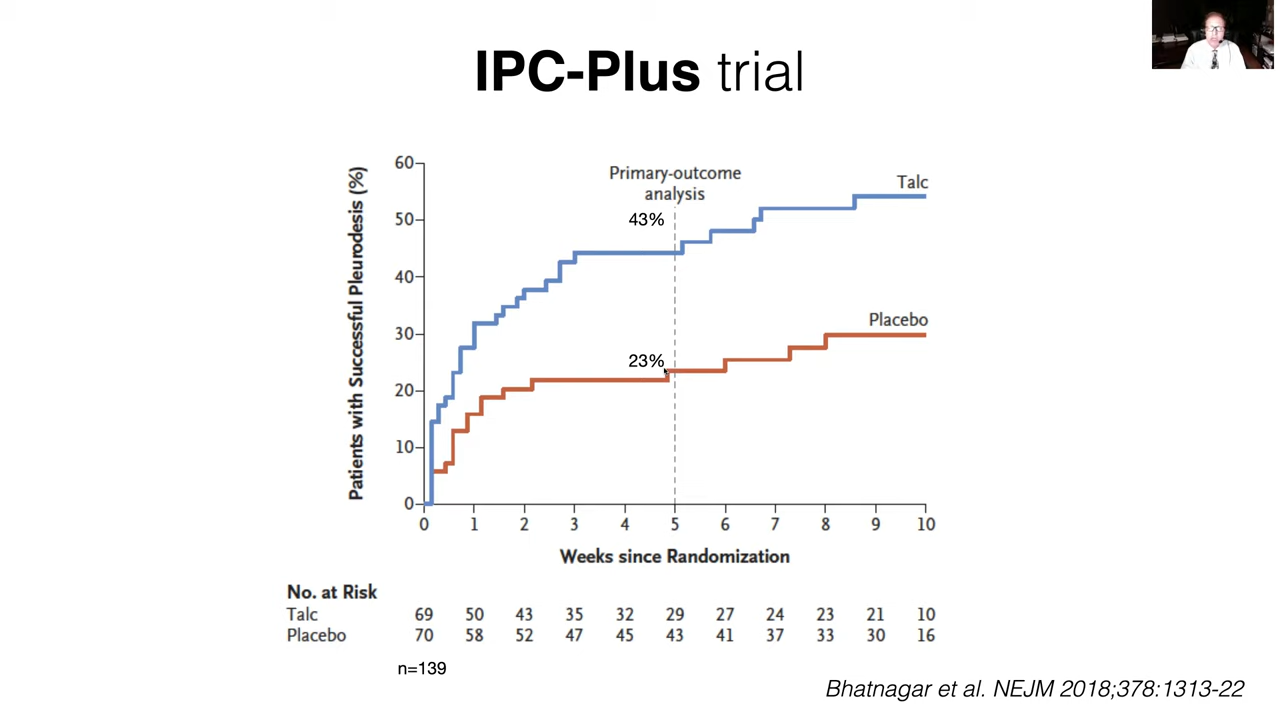 IPC-Plus trial
Patients with Successful Pleurodesis (%)
60
50
40
30
20
10
0
Primary-outcome
analysis
43%
23%
Talc
Placebo
0 1 2 3 4 5 6 7 8 9 10
Weeks since Randomization
No. at Risk
Talc 69 50 43 35 32 29 27 24 23 21 10
Placebo 70 58 52 47 45 43 41 37 33 30 16
n=139
Bhatnagar et al. NEJM 2018;378:1313-22